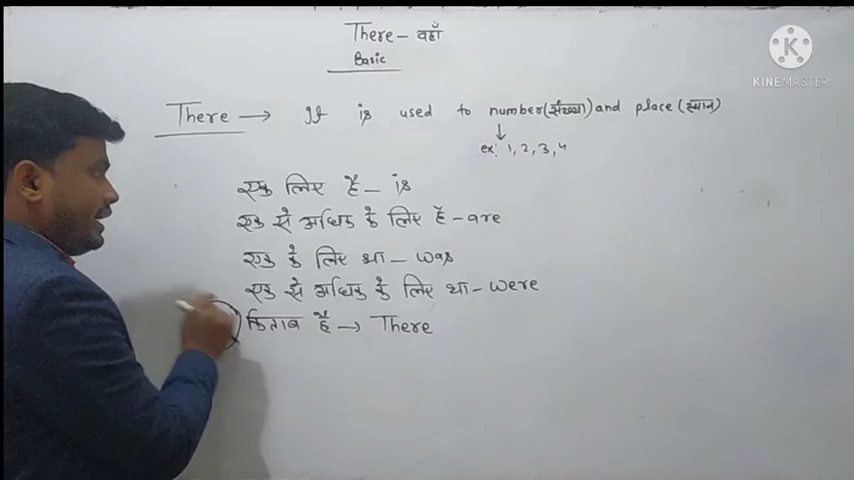 There – वहाँ
Basic
KINEMASTER
There → It is used to number (संख्या) and place (स्थान)
ex: 1, 2, 3, 4
एक लिए है – is
एक से अधिक के लिए हैं – are
एक के लिए था – was
एक से अधिक के लिए था – were
किताब है → There